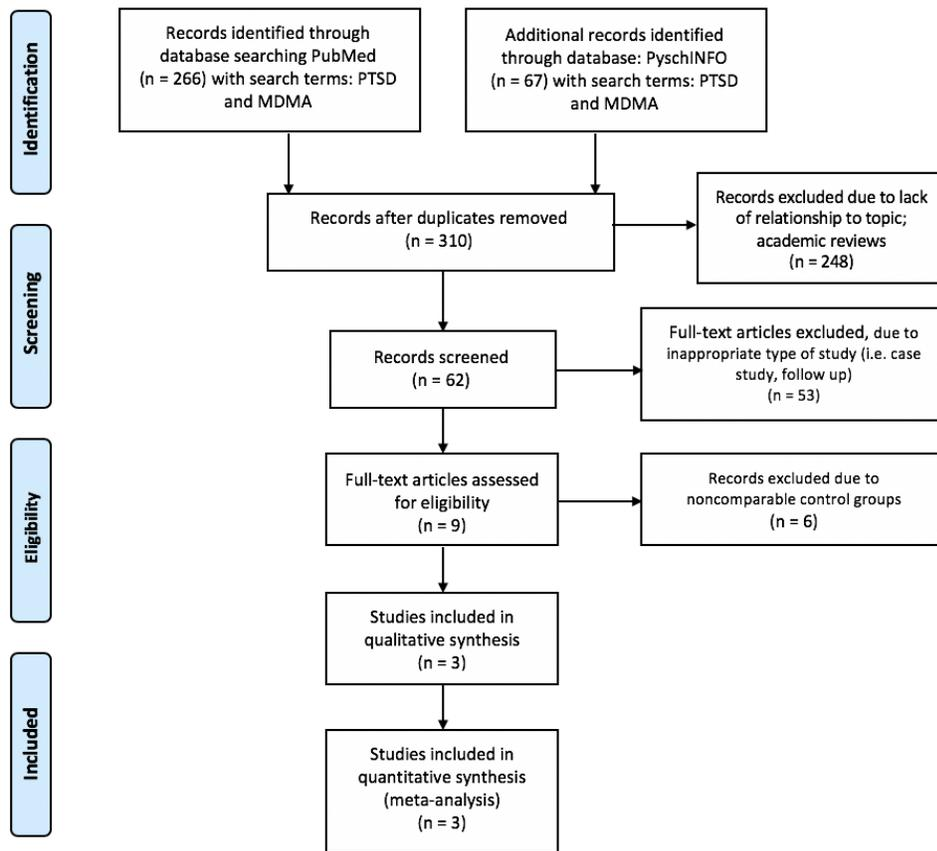 Identification
Records identified through
database searching PubMed
(n = 266) with search terms: PTSD
and MDMA
Additional records identified
through database: PyschINFO
(n = 67) with search terms: PTSD
and MDMA
Records after duplicates removed
(n = 310)
Records excluded due to lack
of relationship to topic;
academic reviews
(n = 248)
Screening
Records screened
(n = 62)
Full-text articles excluded, due to
inappropriate type of study (i.e. case
study, follow up)
(n = 53)
Eligibility
Full-text articles assessed
for eligibility
(n = 9)
Records excluded due to
noncomparable control groups
(n = 6)
Studies included in
qualitative synthesis
(n = 3)
Included
Studies included in
quantitative synthesis
(meta-analysis)
(n = 3)